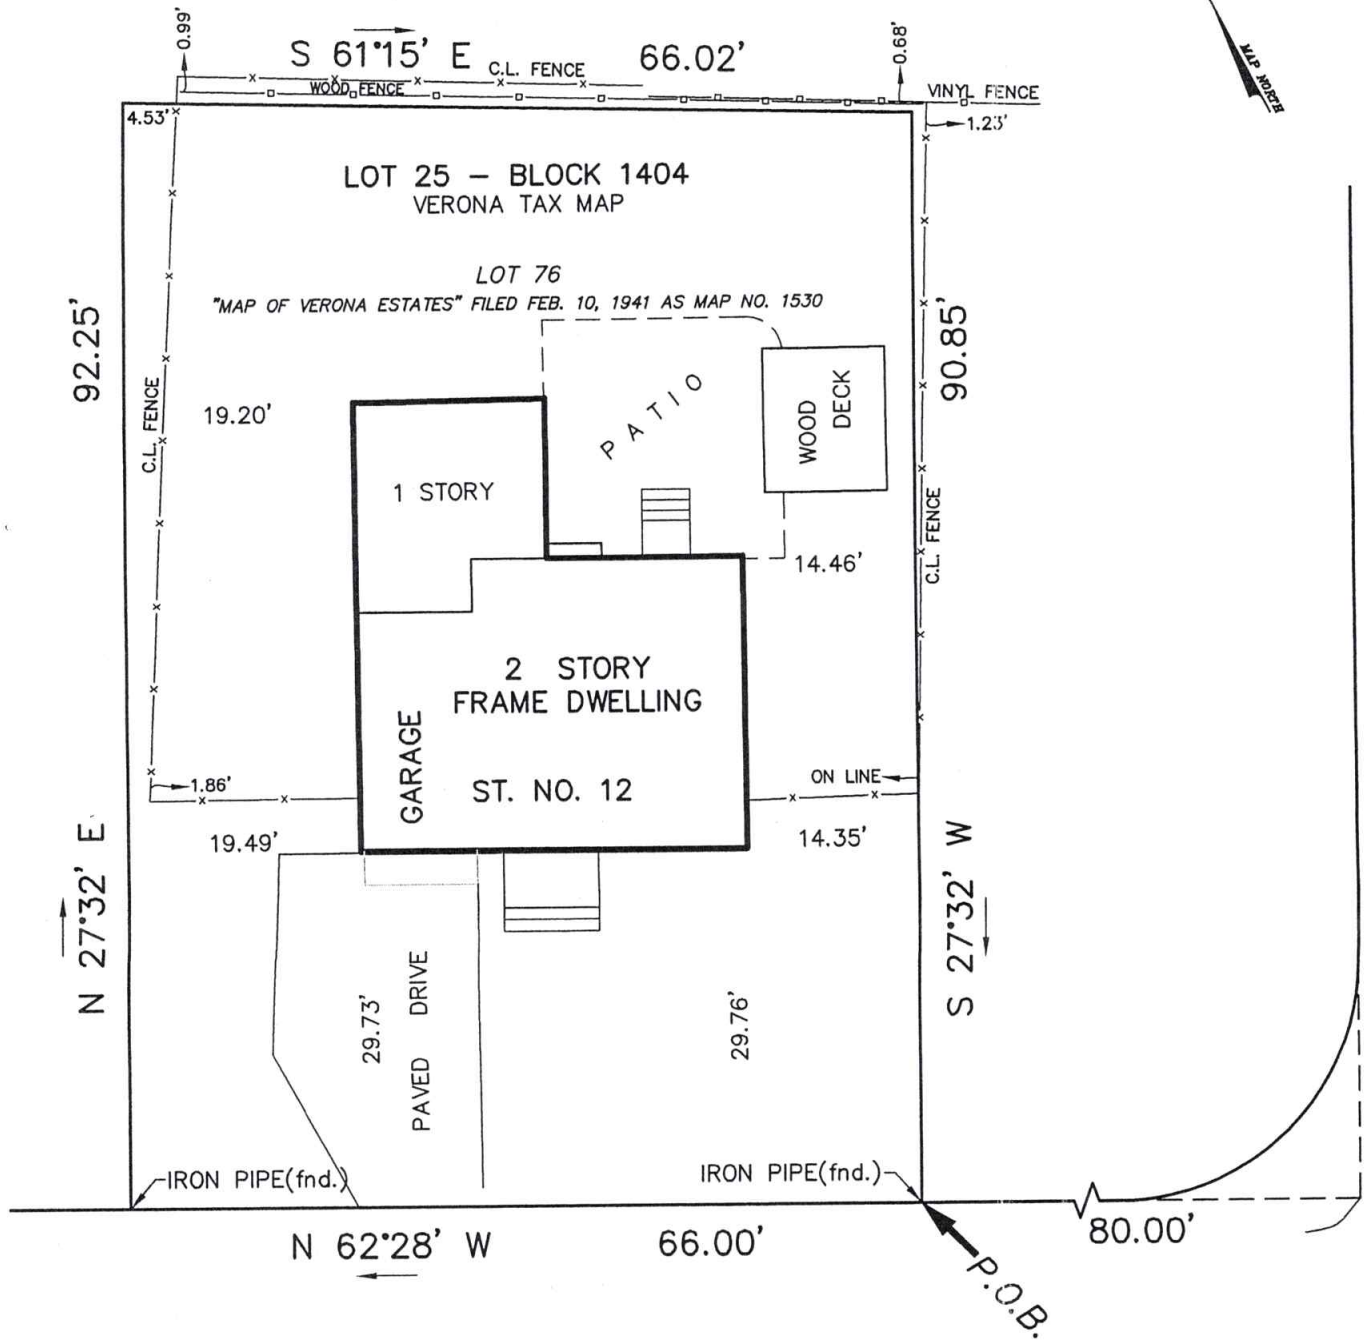 0.99'
S 61°15' E
66.02'
C.L. FENCE
WOOD FENCE
0.68'
VINYL FENCE
MAP NORTH
4.53'
1.23'
LOT 25 – BLOCK 1404
VERONA TAX MAP
LOT 76
"MAP OF VERONA ESTATES" FILED FEB. 10, 1941 AS MAP NO. 1530
92.25'
90.85'
C.L. FENCE
19.20'
PATIO
WOOD
DECK
1 STORY
C.L. FENCE
14.46'
2 STORY
FRAME DWELLING
GARAGE
ST. NO. 12
ON LINE
1.86'
19.49'
14.35'
N 27°32' E
S 27°32' W
29.73'
PAVED DRIVE
29.76'
IRON PIPE(fnd.)
IRON PIPE(fnd.)
N 62°28' W
66.00'
80.00'
P.O.B.